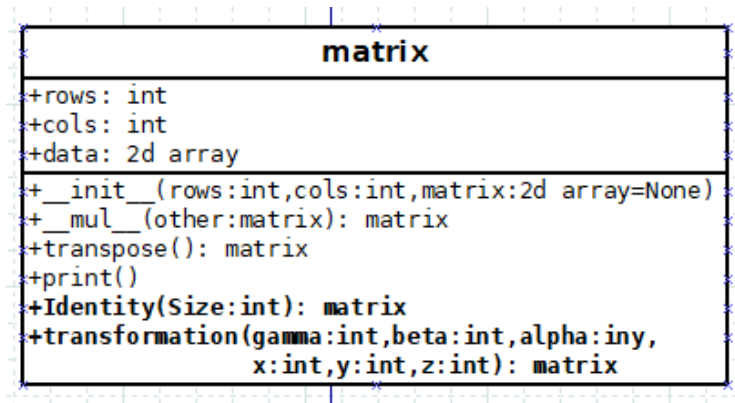 matrix
+rows: int
+cols: int
+data: 2d array
+__init__(rows:int,cols:int,matrix:2d array=None)
+__mul__(other:matrix): matrix
+transpose(): matrix
+print()
+Identity(Size:int): matrix
+transformation(gamma:int,beta:int,alpha:iny,
x:int,y:int,z:int): matrix